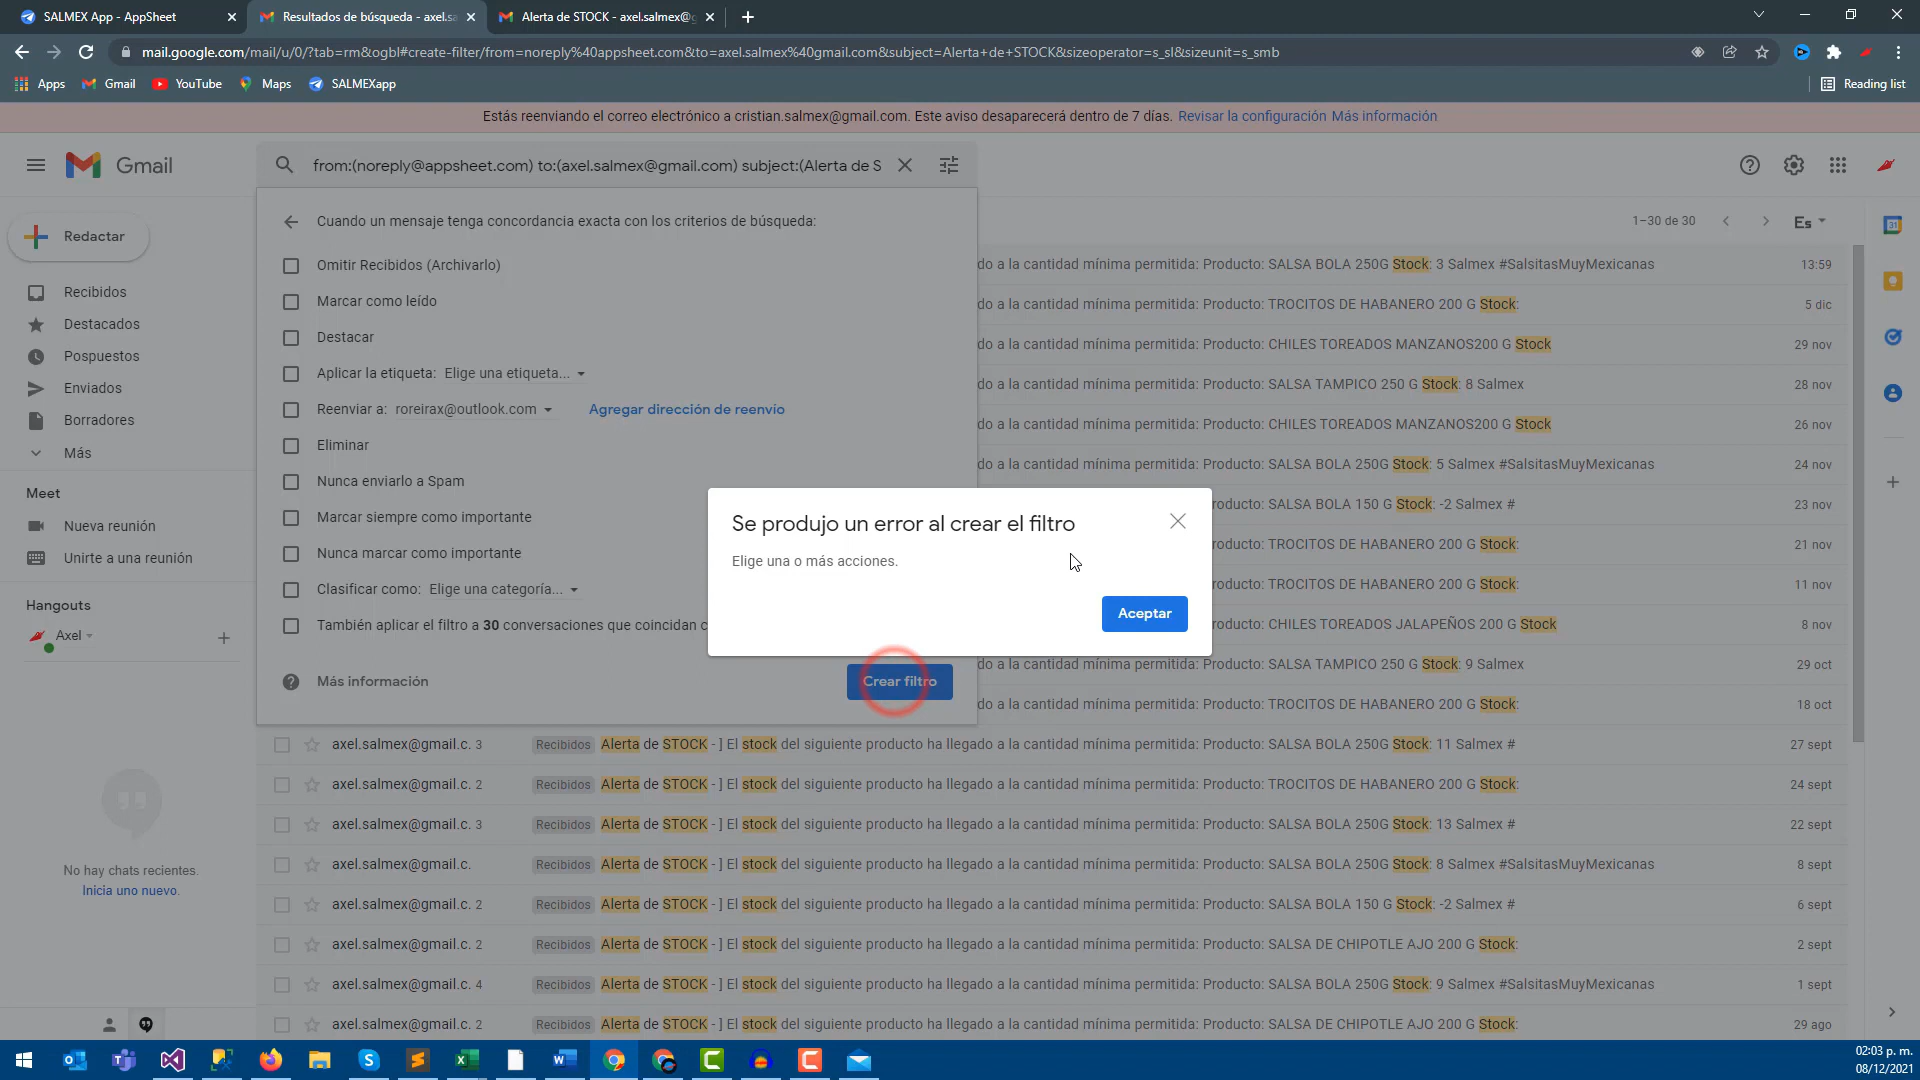 SALMEX App - AppSheet
Resultados de búsqueda - axel.sa
Alerta de STOCK - axel.salmex@g
mail.google.com/mail/u/0/?tab=rm&ogbl#create-filter/from=noreply%40appsheet.com&to=axel.salmex%40gmail.com&subject=Alerta+de+STOCK&sizeoperator=s_sl&sizeunit=s_smb
Apps
Gmail
YouTube
Maps
SALMEXapp
Reading list
Estás reenviando el correo electrónico a cristian.salmex@gmail.com. Este aviso desaparecerá dentro de 7 días. Revisar la configuración Más información
Gmail
from:(noreply@appsheet.com) to:(axel.salmex@gmail.com) subject:(Alerta de S
Redactar
Recibidos
Destacados
Pospuestos
Enviados
Borradores
Más
Meet
Nueva reunión
Unirte a una reunión
Hangouts
Axel
No hay chats recientes.
Inicia uno nuevo.
Cuando un mensaje tenga concordancia exacta con los criterios de búsqueda:
Omitir Recibidos (Archivarlo)
Marcar como leído
Destacar
Aplicar la etiqueta: Elige una etiqueta...
Reenviar a: roreirax@outlook.com Agregar dirección de reenvío
Eliminar
Nunca enviarlo a Spam
Marcar siempre como importante
Nunca marcar como importante
Clasificar como: Elige una categoría...
También aplicar el filtro a 30 conversaciones que coincidan c
Más información
Crear filtro
Se produjo un error al crear el filtro
Elige una o más acciones.
Aceptar
1–30 de 30
Es
31
do a la cantidad mínima permitida: Producto: SALSA BOLA 250G Stock: 3 Salmex #SalsitasMuyMexicanas 13:59
do a la cantidad mínima permitida: Producto: TROCITOS DE HABANERO 200 G Stock: 5 dic
do a la cantidad mínima permitida: Producto: CHILES TOREADOS MANZANOS200 G Stock 29 nov
do a la cantidad mínima permitida: Producto: SALSA TAMPICO 250 G Stock: 8 Salmex 28 nov
do a la cantidad mínima permitida: Producto: CHILES TOREADOS MANZANOS200 G Stock 26 nov
do a la cantidad mínima permitida: Producto: SALSA BOLA 250G Stock: 5 Salmex #SalsitasMuyMexicanas 24 nov
roducto: SALSA BOLA 150 G Stock: -2 Salmex # 23 nov
roducto: TROCITOS DE HABANERO 200 G Stock: 21 nov
roducto: TROCITOS DE HABANERO 200 G Stock: 11 nov
roducto: CHILES TOREADOS JALAPEÑOS 200 G Stock 8 nov
do a la cantidad mínima permitida: Producto: SALSA TAMPICO 250 G Stock: 9 Salmex 29 oct
do a la cantidad mínima permitida: Producto: TROCITOS DE HABANERO 200 G Stock: 18 oct
axel.salmex@gmail.c. 3 Recibidos Alerta de STOCK - ] El stock del siguiente producto ha llegado a la cantidad mínima permitida: Producto: SALSA BOLA 250G Stock: 11 Salmex # 27 sept
axel.salmex@gmail.c. 2 Recibidos Alerta de STOCK - ] El stock del siguiente producto ha llegado a la cantidad mínima permitida: Producto: TROCITOS DE HABANERO 200 G Stock: 24 sept
axel.salmex@gmail.c. 3 Recibidos Alerta de STOCK - ] El stock del siguiente producto ha llegado a la cantidad mínima permitida: Producto: SALSA BOLA 250G Stock: 13 Salmex # 22 sept
axel.salmex@gmail.c. Recibidos Alerta de STOCK - ] El stock del siguiente producto ha llegado a la cantidad mínima permitida: Producto: SALSA BOLA 250G Stock: 8 Salmex #SalsitasMuyMexicanas 8 sept
axel.salmex@gmail.c. 2 Recibidos Alerta de STOCK - ] El stock del siguiente producto ha llegado a la cantidad mínima permitida: Producto: SALSA BOLA 150 G Stock: -2 Salmex # 6 sept
axel.salmex@gmail.c. 2 Recibidos Alerta de STOCK - ] El stock del siguiente producto ha llegado a la cantidad mínima permitida: Producto: SALSA DE CHIPOTLE AJO 200 G Stock: 2 sept
axel.salmex@gmail.c. 4 Recibidos Alerta de STOCK - ] El stock del siguiente producto ha llegado a la cantidad mínima permitida: Producto: SALSA BOLA 250G Stock: 9 Salmex #SalsitasMuyMexicanas 1 sept
axel.salmex@gmail.c. 2 Recibidos Alerta de STOCK - ] El stock del siguiente producto ha llegado a la cantidad mínima permitida: Producto: SALSA DE CHIPOTLE AJO 200 G Stock: 29 ago
02:03 p. m.
08/12/2021